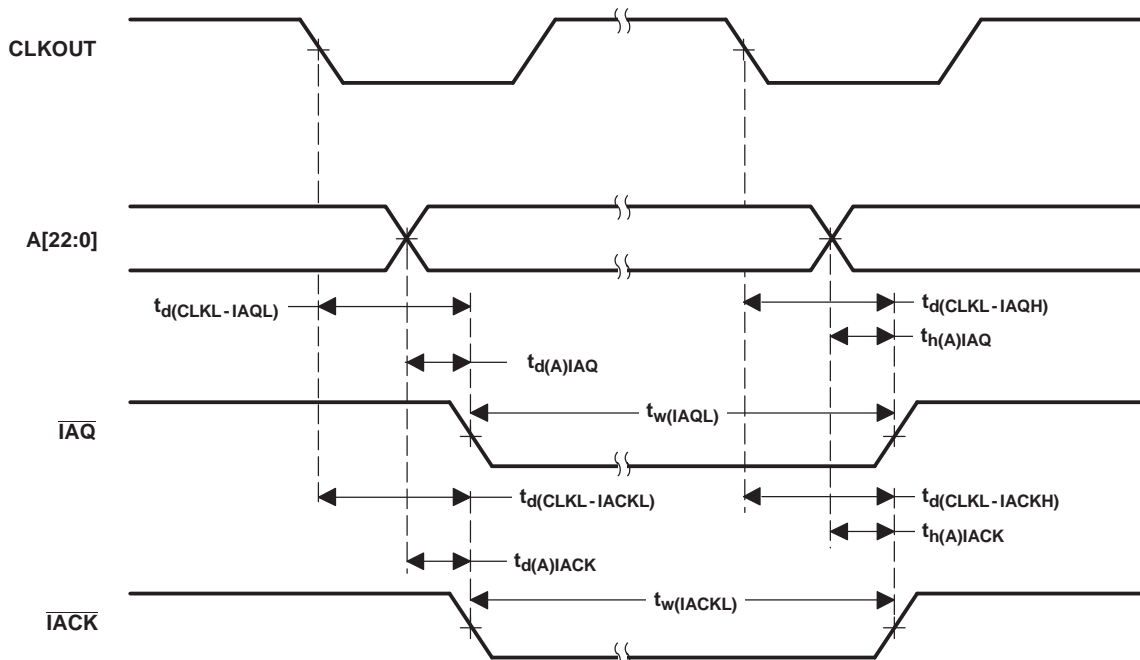 CLKOUT
A[22:0]
td(CLKL-IAQL)
td(CLKL-IAQH)
th(A)IAQ
td(A)IAQ
IAQ
tw(IAQL)
td(CLKL-IACKL)
td(CLKL-IACKH)
th(A)IACK
td(A)IACK
IACK
tw(IACKL)